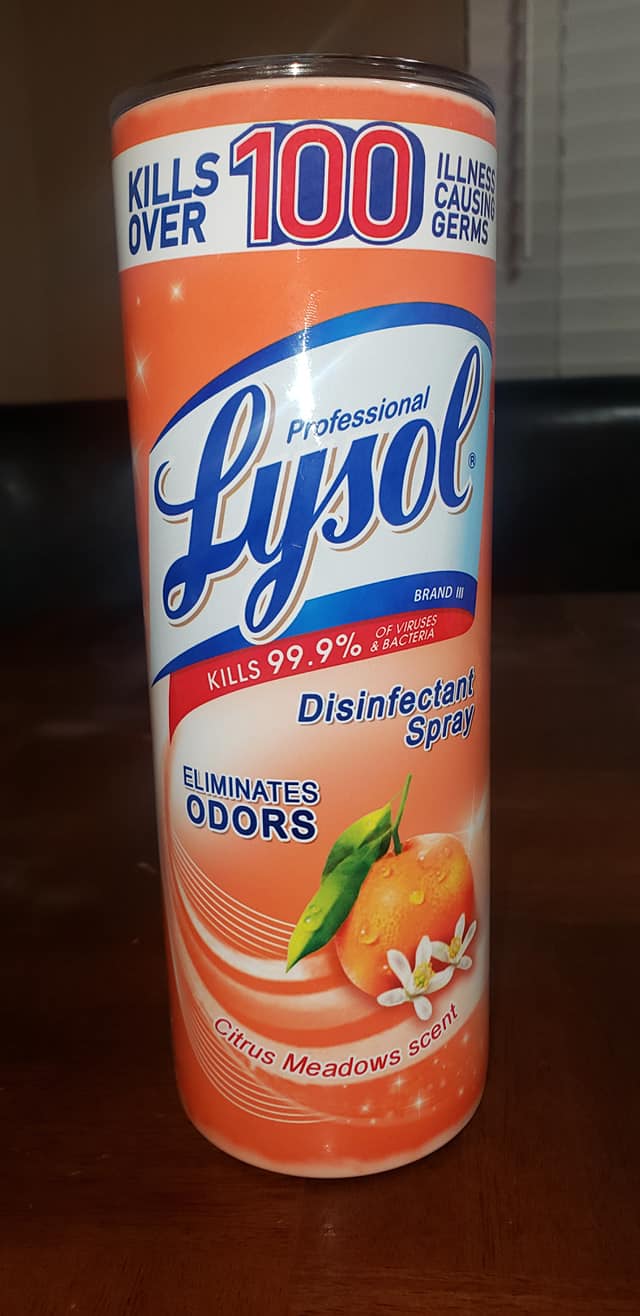 KILLS
OVER
100
ILLNESS
CAUSING
GERMS
Professional
Lysol®
BRAND III
KILLS 99.9% OF VIRUSES
& BACTERIA
Disinfectant
Spray
ELIMINATES
ODORS
Citrus Meadows scent